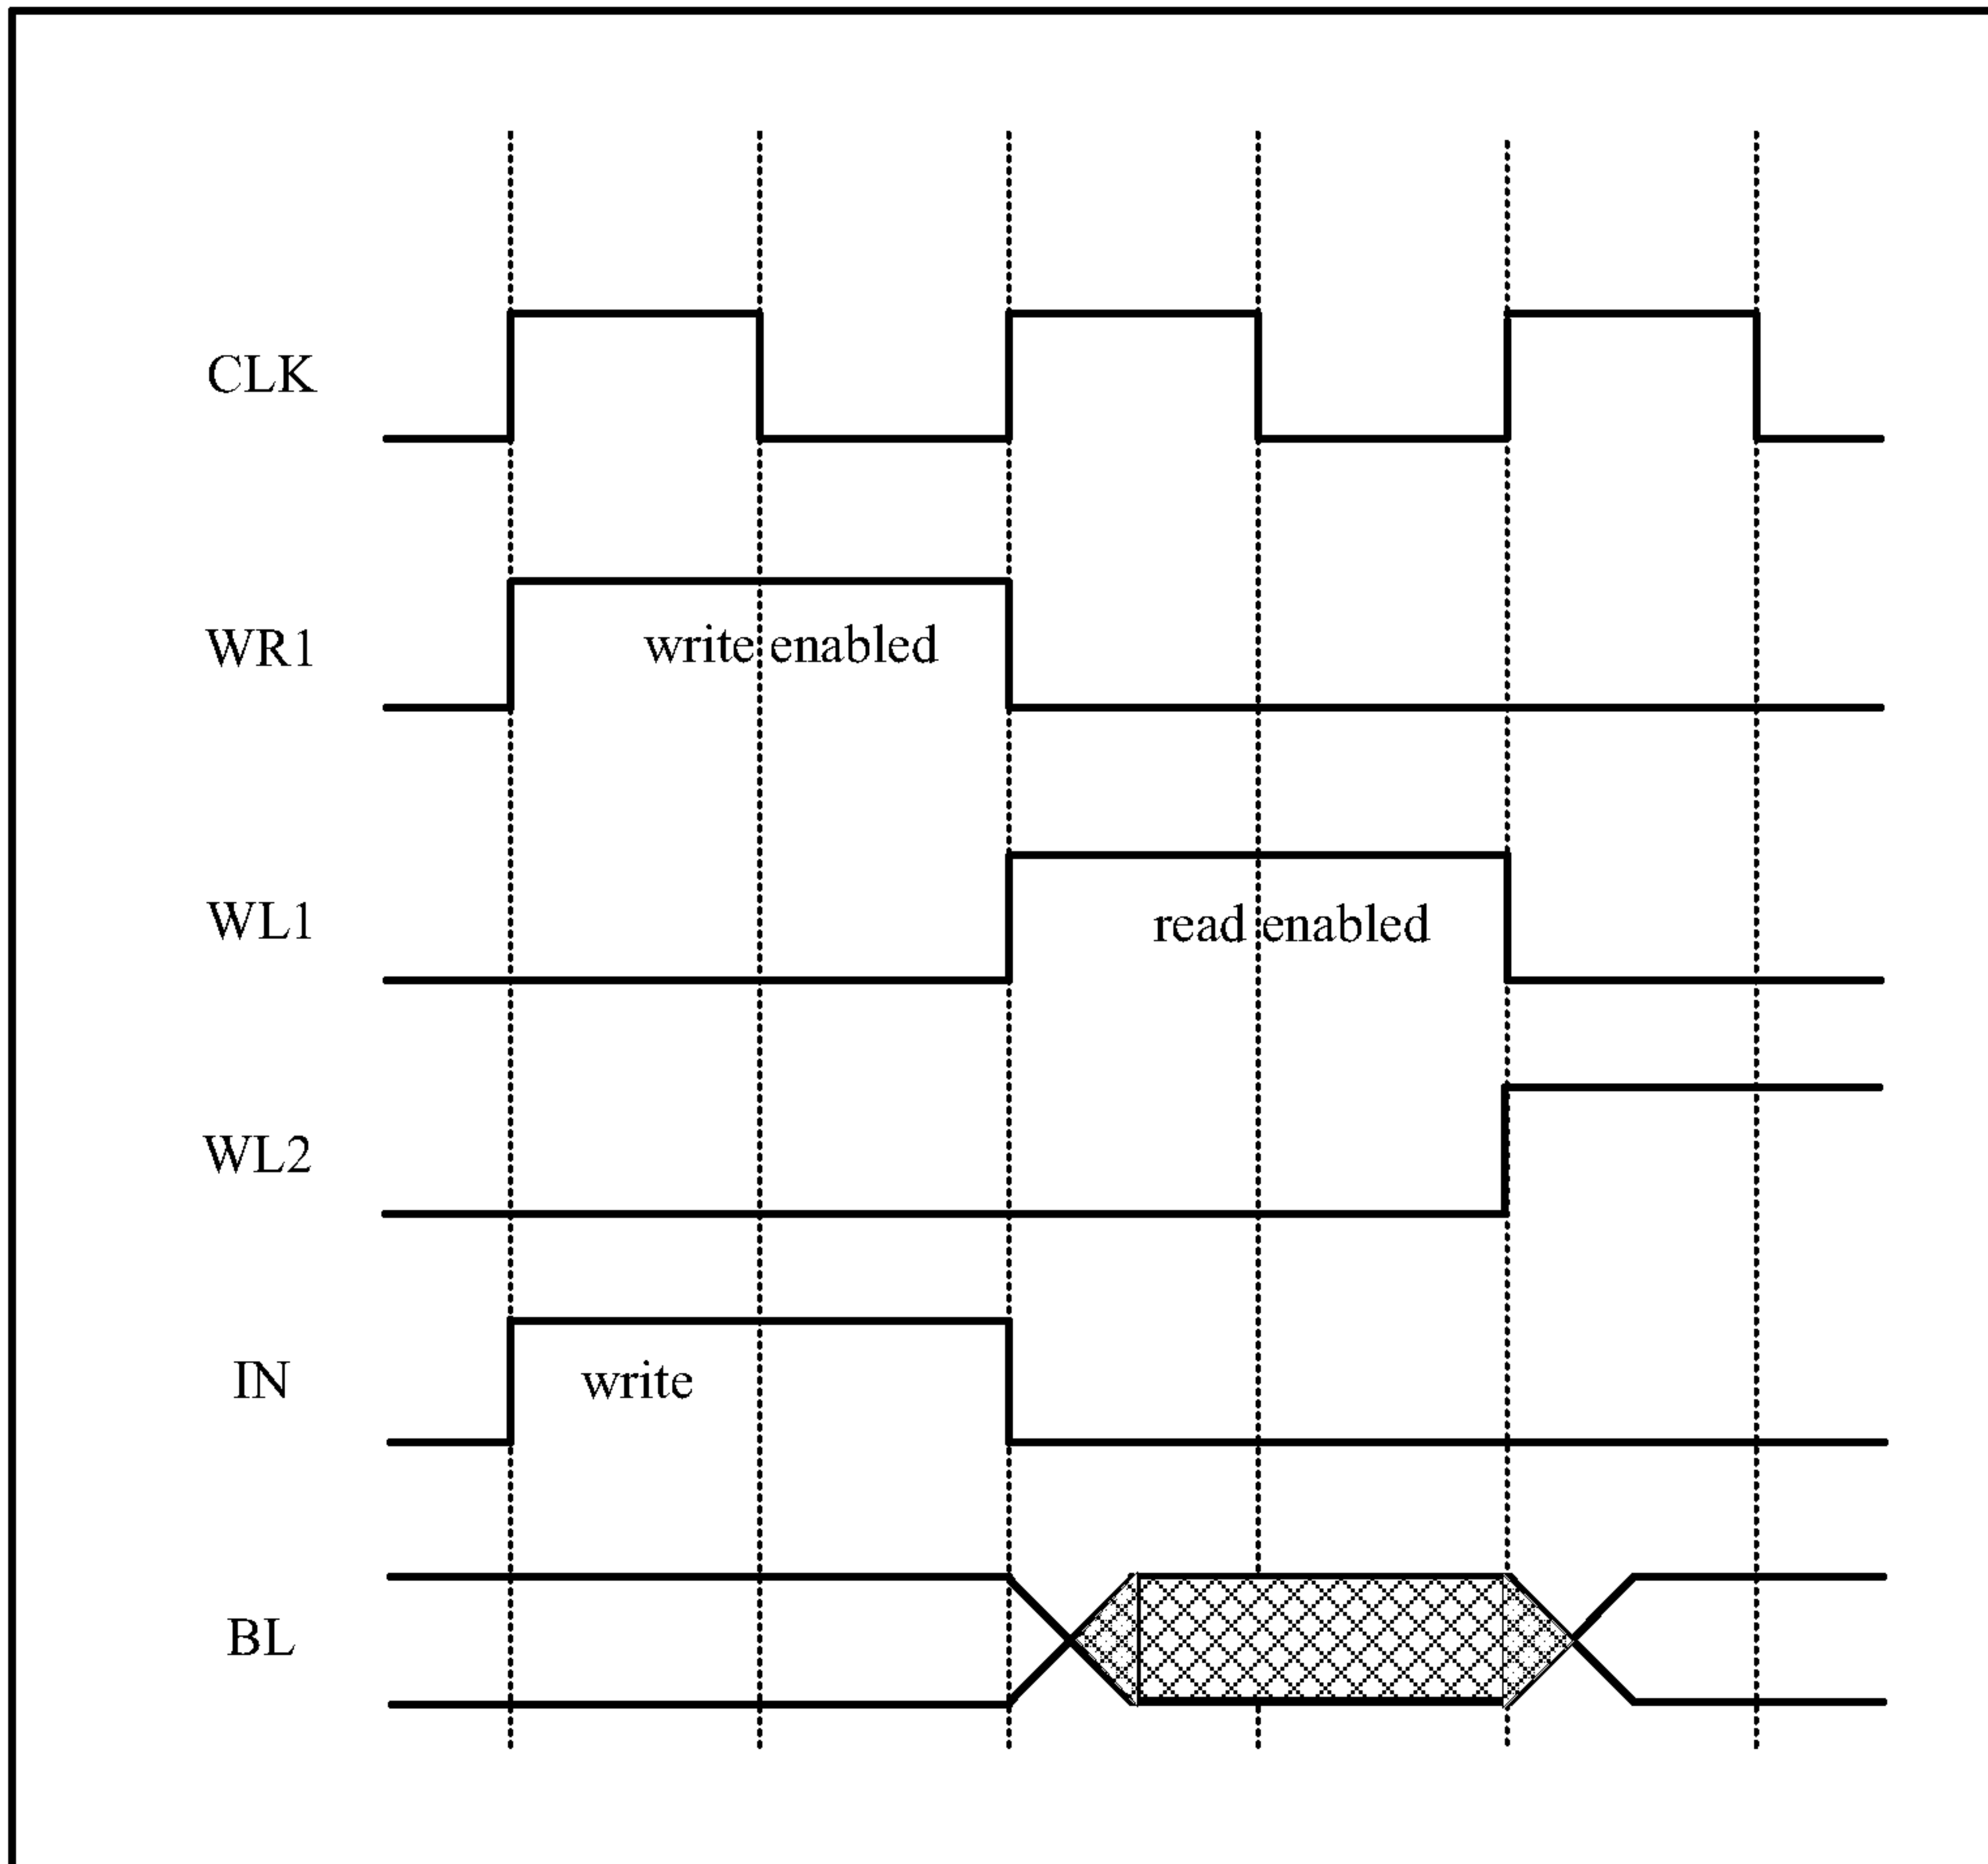 CLK
WR1
write enabled
WL1
read enabled
WL2
IN
write
BL